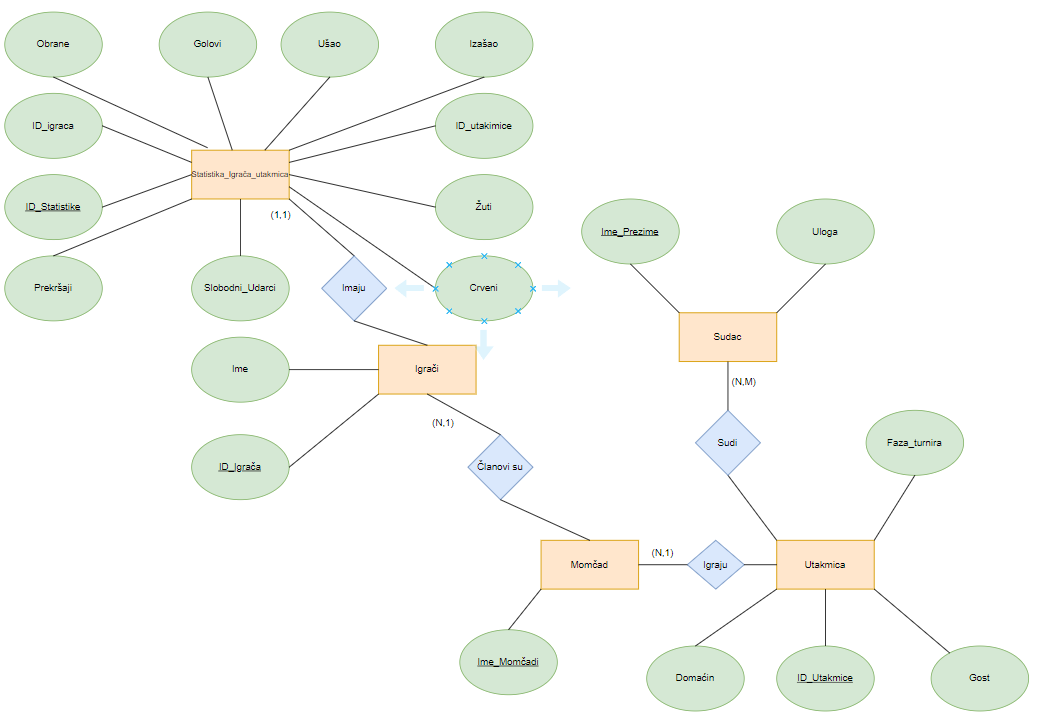 Obrane
Golovi
Ušao
Izašao
ID_igraca
ID_utakimice
Statistika_Igrača_utakmica
ID_Statistike
Žuti
(1,1)
Ime_Prezime
Uloga
Prekršaji
Slobodni_Udarci
Imaju
Crveni
Sudac
Ime
Igrači
(N,M)
(N,1)
Sudi
Faza_turnira
ID_Igrača
Članovi su
(N,1)
Momčad
Igraju
Utakmica
Ime_Momčadi
Domaćin
ID_Utakmice
Gost